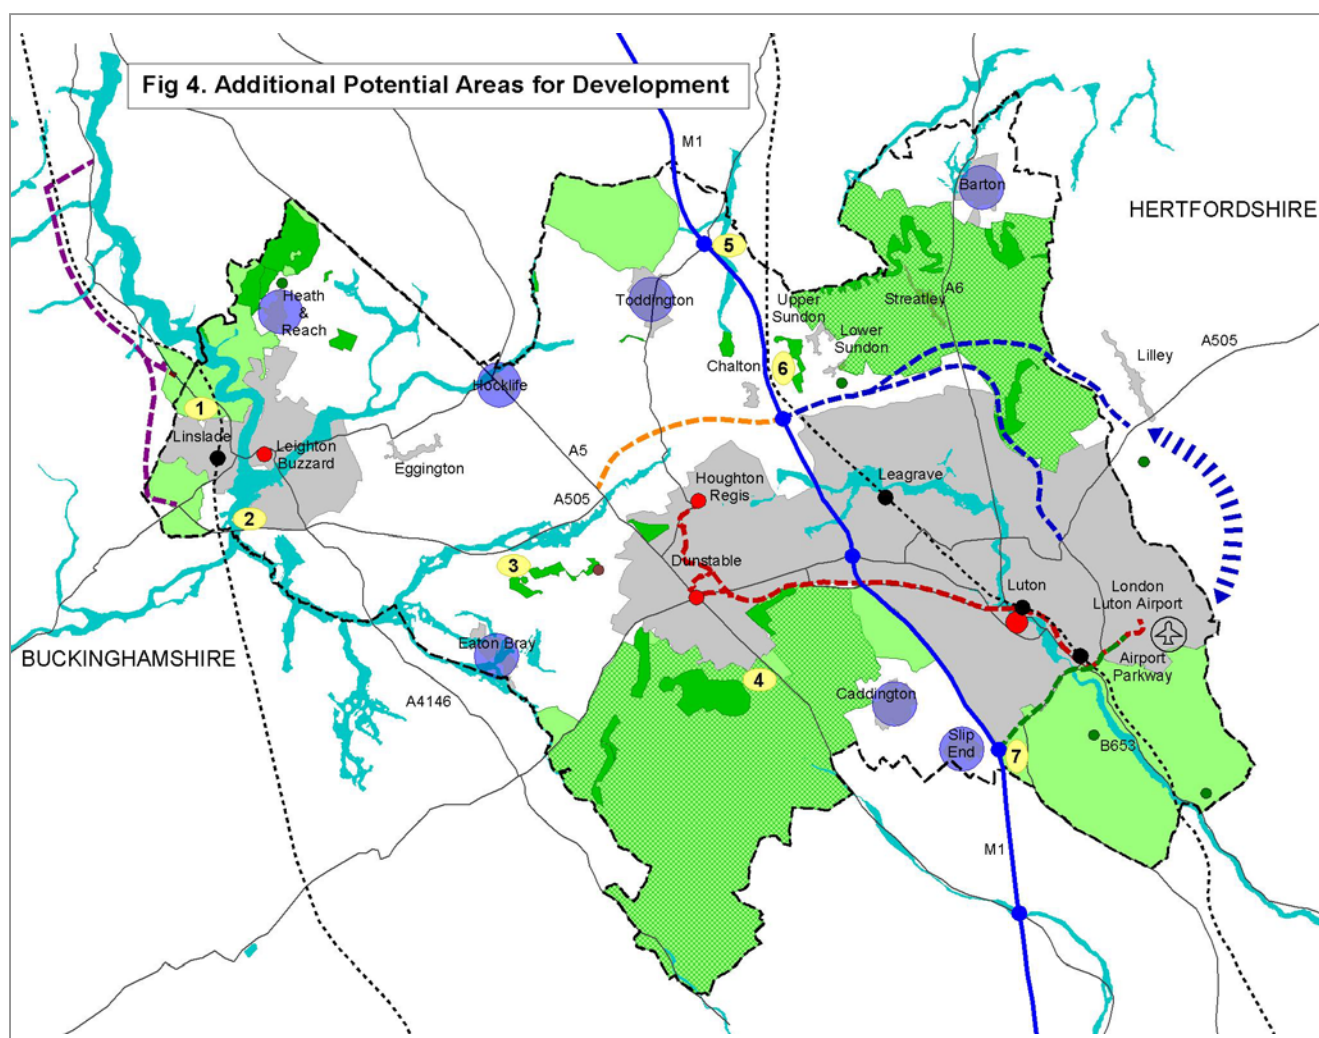 Fig 4. Additional Potential Areas for Development
M1
Barton
HERTFORDSHIRE
5
Heath
&
Reach
Toddington
Upper
Sundon
Streatley
A6
Lower
Sundon
A505
Lilley
Chalton
6
Hocklife
1
Linslade
Leighton
Buzzard
Eggington
A5
A505
Houghton
Regis
Leagrave
2
3
Dunstable
Luton
London
Luton Airport
BUCKINGHAMSHIRE
Eaton Bray
Airport
Parkway
4
A4146
Caddington
Slip
End
7
B653
M1